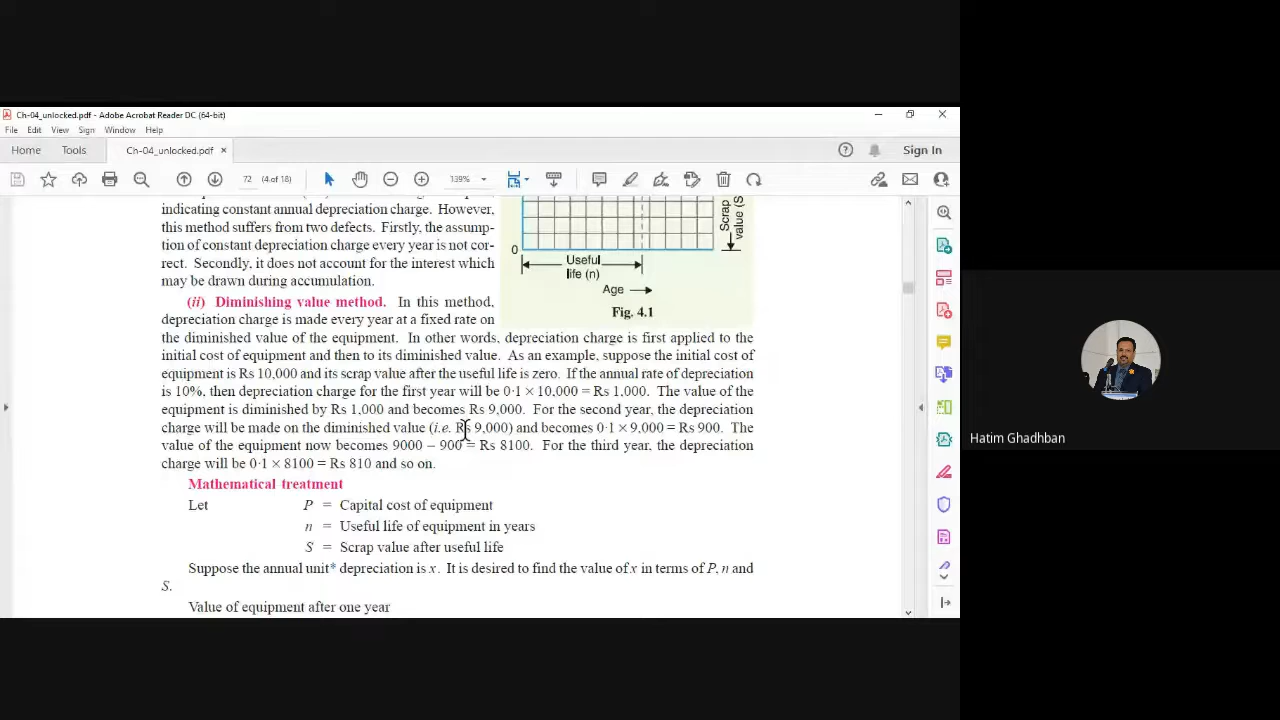 Ch-04_unlocked.pdf - Adobe Acrobat Reader DC (64-bit)
File Edit View Sign Window Help
Home Tools Ch-04_unlocked.pdf × Sign In
72 (4 of 18) 139%
indicating constant annual depreciation charge. However,
this method suffers from two defects. Firstly, the assump-
tion of constant depreciation charge every year is not cor-
rect. Secondly, it does not account for the interest which
may be drawn during accumulation.
Scrap
value (S
0
Useful
life (n)
Age
Fig. 4.1
(ii) Diminishing value method. In this method,
depreciation charge is made every year at a fixed rate on
the diminished value of the equipment. In other words, depreciation charge is first applied to the
initial cost of equipment and then to its diminished value. As an example, suppose the initial cost of
equipment is Rs 10,000 and its scrap value after the useful life is zero. If the annual rate of depreciation
is 10%, then depreciation charge for the first year will be 0·1 × 10,000 = Rs 1,000. The value of the
equipment is diminished by Rs 1,000 and becomes Rs 9,000. For the second year, the depreciation
charge will be made on the diminished value (i.e. Rs 9,000) and becomes 0·1 × 9,000 = Rs 900. The
value of the equipment now becomes 9000 − 900 = Rs 8100. For the third year, the depreciation
charge will be 0·1 × 8100 = Rs 810 and so on.
Mathematical treatment
Let P = Capital cost of equipment
n = Useful life of equipment in years
S = Scrap value after useful life
Suppose the annual unit* depreciation is x. It is desired to find the value of x in terms of P, n and
S.
Value of equipment after one year
Hatim Ghadhban